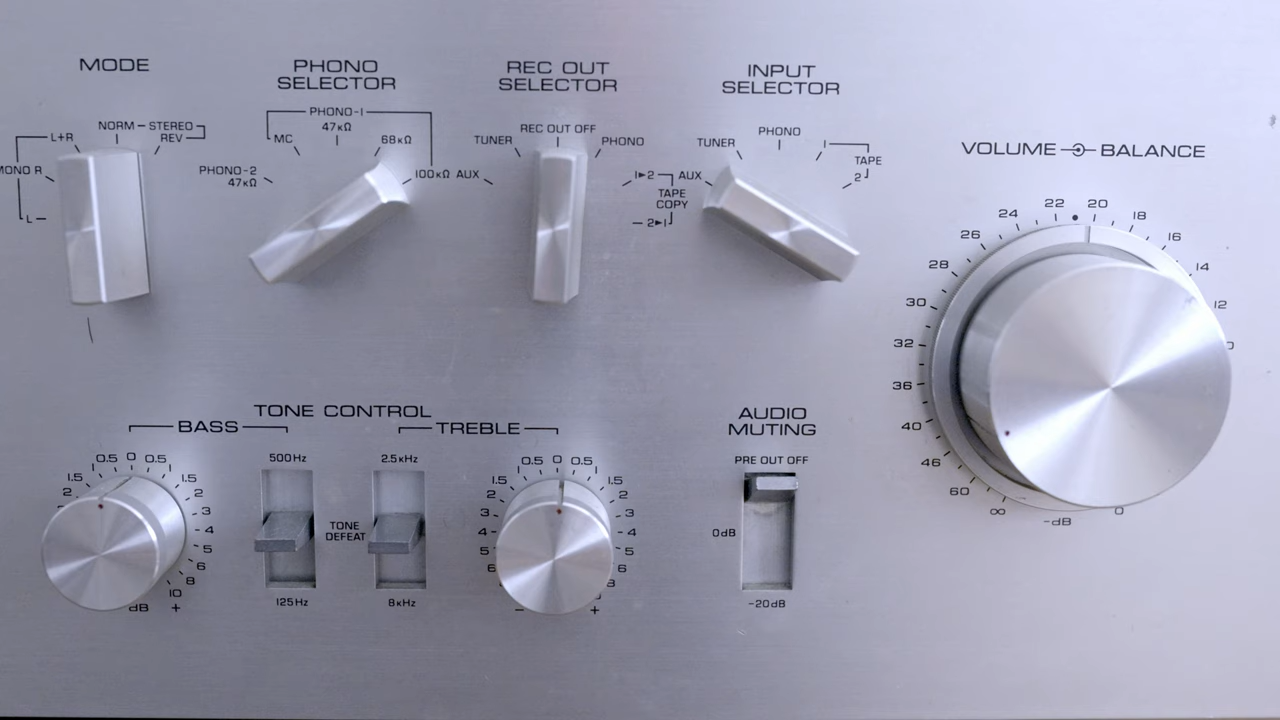 MODE
PHONO
SELECTOR
REC OUT
SELECTOR
INPUT
SELECTOR
VOLUME BALANCE
L+R
NORM STEREO
REV
MONO R
L
PHONO-1
MC
47kΩ
68kΩ
100kΩ
PHONO-2
47kΩ
TUNER
REC OUT OFF
PHONO
AUX
1▶2
TAPE
COPY
2▶1
TUNER
PHONO
1
TAPE
2
AUX
26
24
22
20
18
16
14
12
28
30
32
36
40
46
60
∞
-dB
0
TONE CONTROL
BASS
TREBLE
2
1.5
0.5
0
0.5
1.5
2
3
4
5
6
8
10
dB
+
500Hz
125Hz
TONE
DEFEAT
2.5kHz
8kHz
6
5
4
3
2
1.5
0.5
0
0.5
1.5
2
3
4
5
6
8
−
+
AUDIO
MUTING
PRE OUT OFF
0dB
-20dB